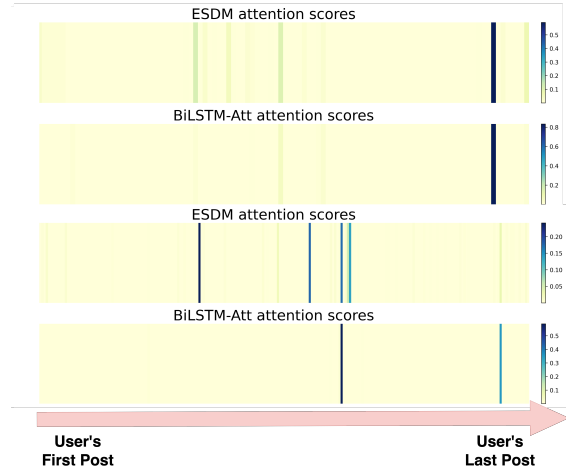 ESDM attention scores
0.5
0.4
0.3
0.2
0.1
BiLSTM-Att attention scores
0.8
0.6
0.4
0.2
ESDM attention scores
0.20
0.15
0.10
0.05
BiLSTM-Att attention scores
0.5
0.4
0.3
0.2
0.1
User's
First Post
User's
Last Post